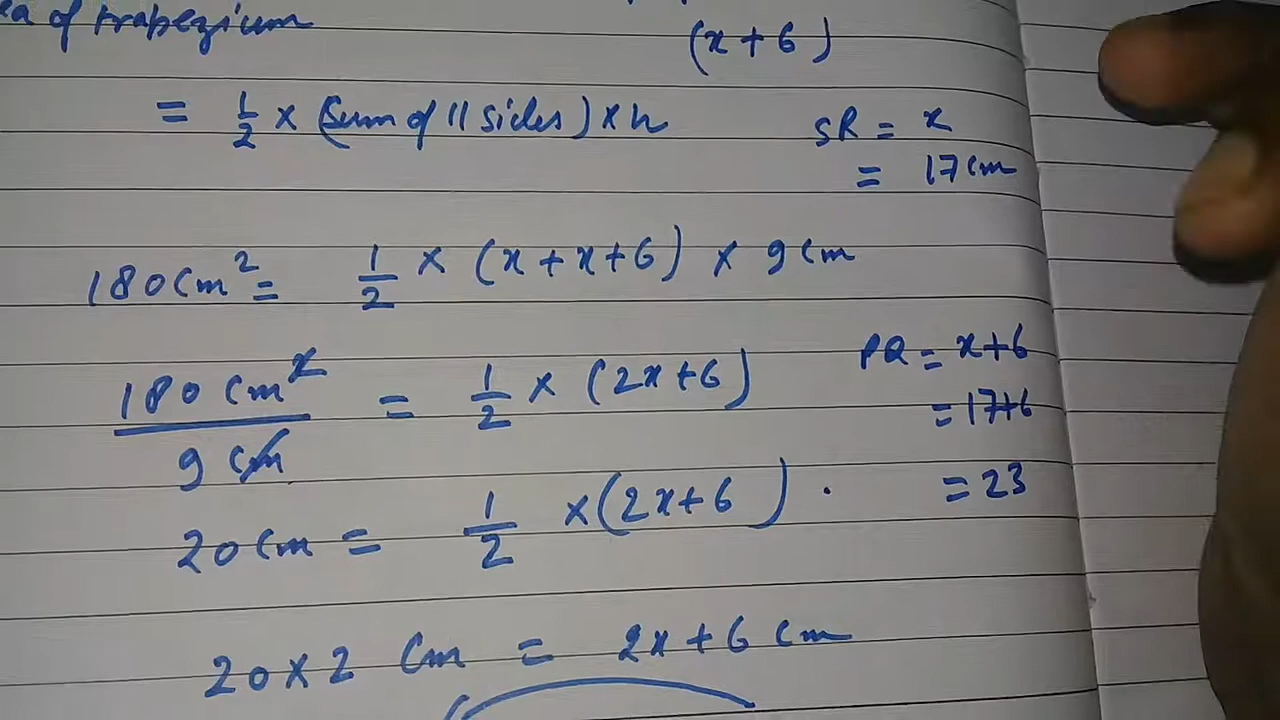 of trapezium
(x + 6)
= 1/2 × (Sum of || sides) × h
SR = x
= 17 cm
180 cm² = 1/2 × (x + x + 6) × 9 cm
180 cm² / 9 cm = 1/2 × (2x + 6)
PQ = x + 6
= 17 + 6
= 23
20 cm = 1/2 × (2x + 6) .
20 × 2 cm = 2x + 6 cm